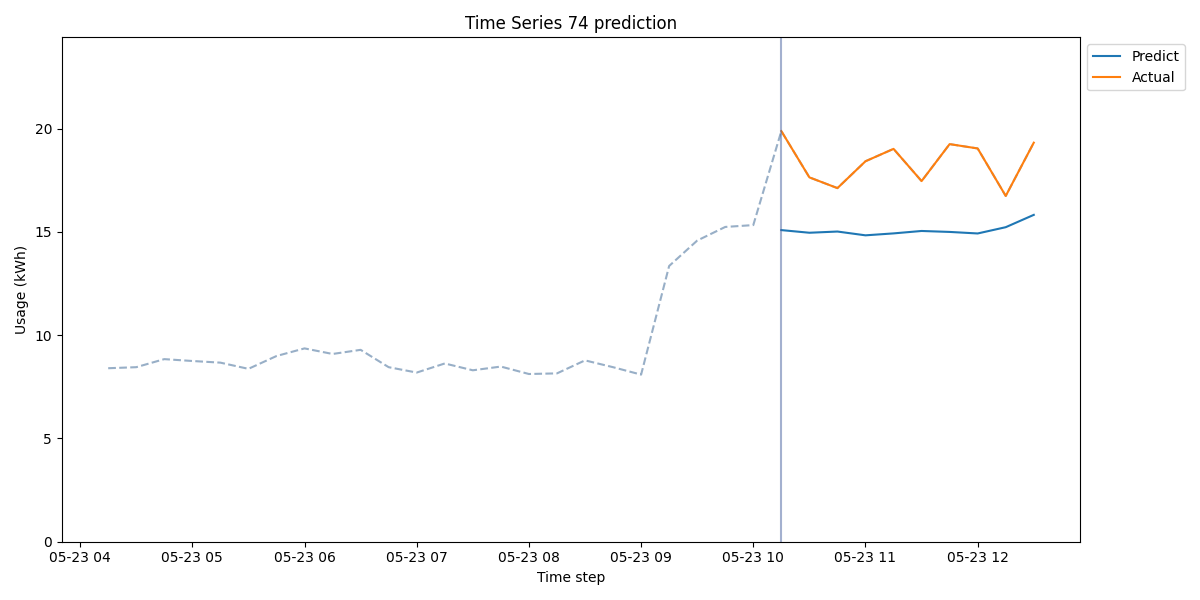 Time Series 74 prediction
Predict
Actual
Usage (kWh)
20
15
10
5
0
05-23 04
05-23 05
05-23 06
05-23 07
05-23 08
05-23 09
05-23 10
05-23 11
05-23 12
Time step